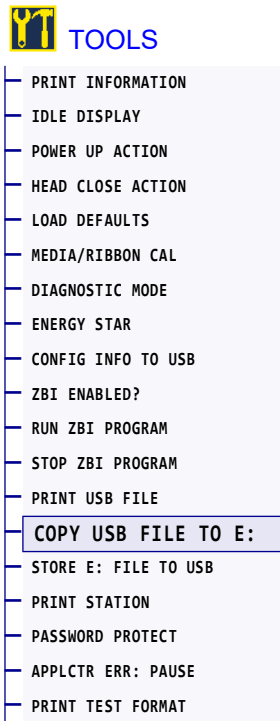 TOOLS
PRINT INFORMATION
IDLE DISPLAY
POWER UP ACTION
HEAD CLOSE ACTION
LOAD DEFAULTS
MEDIA/RIBBON CAL
DIAGNOSTIC MODE
ENERGY STAR
CONFIG INFO TO USB
ZBI ENABLED?
RUN ZBI PROGRAM
STOP ZBI PROGRAM
PRINT USB FILE
COPY USB FILE TO E:
STORE E: FILE TO USB
PRINT STATION
PASSWORD PROTECT
APPLCTR ERR: PAUSE
PRINT TEST FORMAT